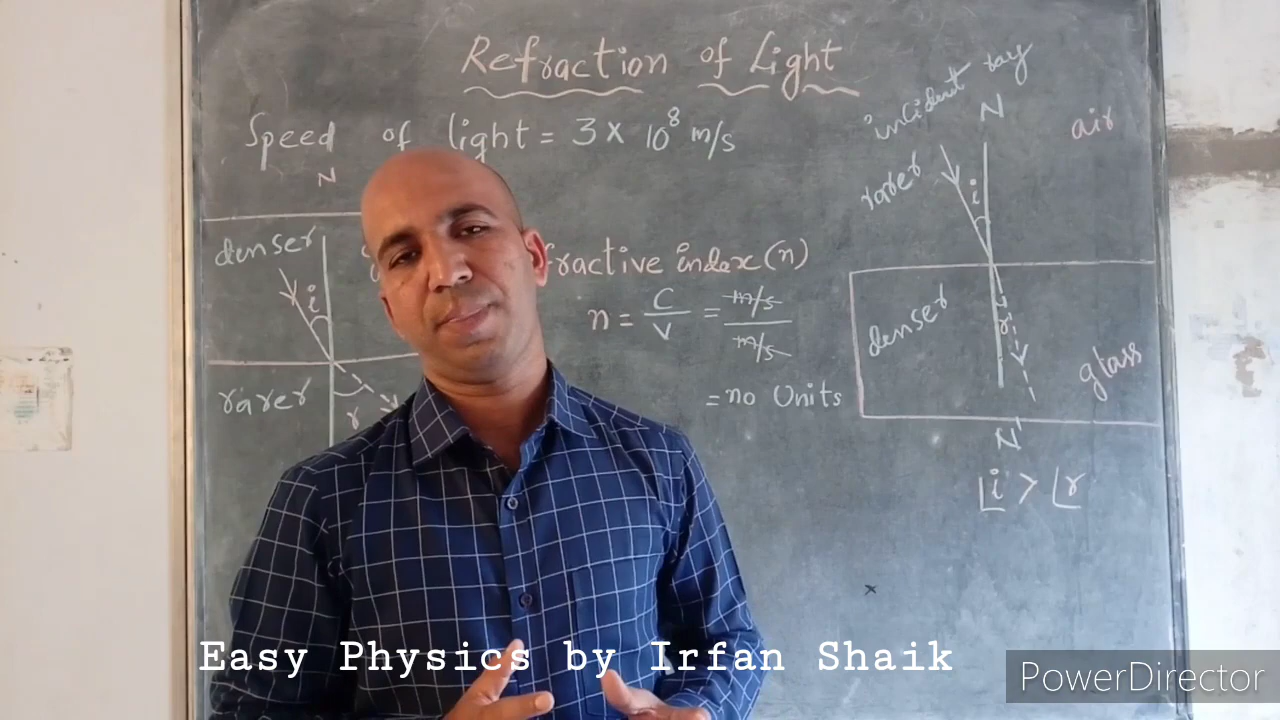 Refraction of Light
Speed of light = 3 × 10⁸ m/s
N
denser
i
rarer
r
fractive index (n)
n = C/V = m/s / m/s
= no Units
incident ray
N
air
rarer
i
denser
r
glass
N'
∠i > ∠r
Easy Physics by Irfan Shaik
PowerDirector